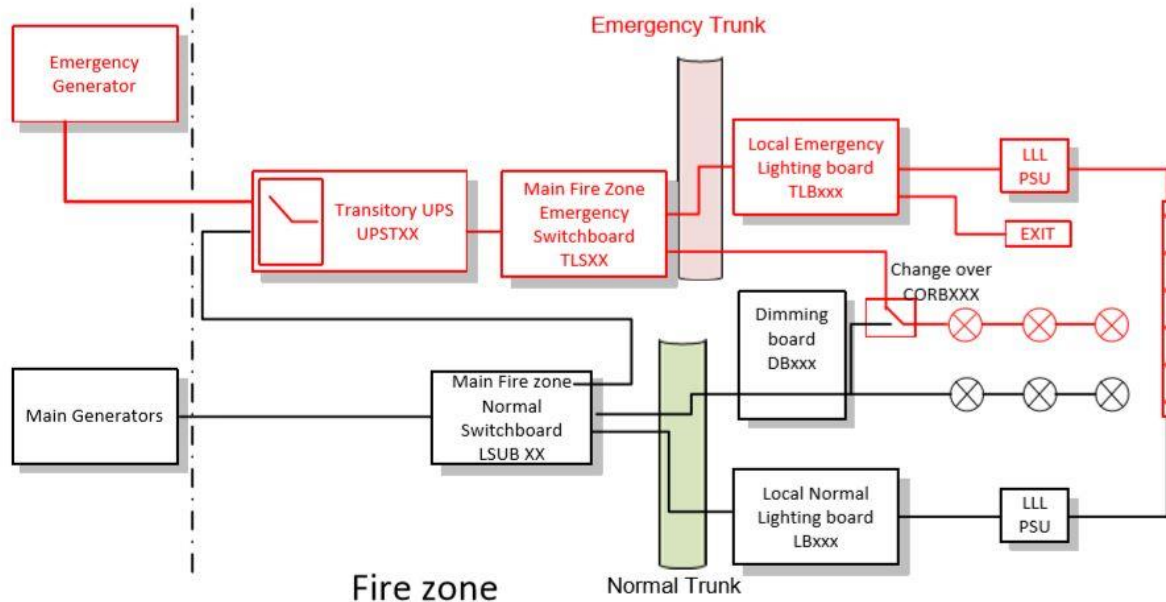 Emergency Trunk
Emergency
Generator
Local Emergency
Lighting board
TLBxxx
LLL
PSU
Transitory UPS
UPSTXX
Main Fire Zone
Emergency
Switchboard
TLSXX
EXIT
Change over
CORBXXX
Dimming
board
DBxxx
Main Generators
Main Fire zone
Normal
Switchboard
LSUB XX
Local Normal
Lighting board
LBxxx
LLL
PSU
Fire zone
Normal Trunk